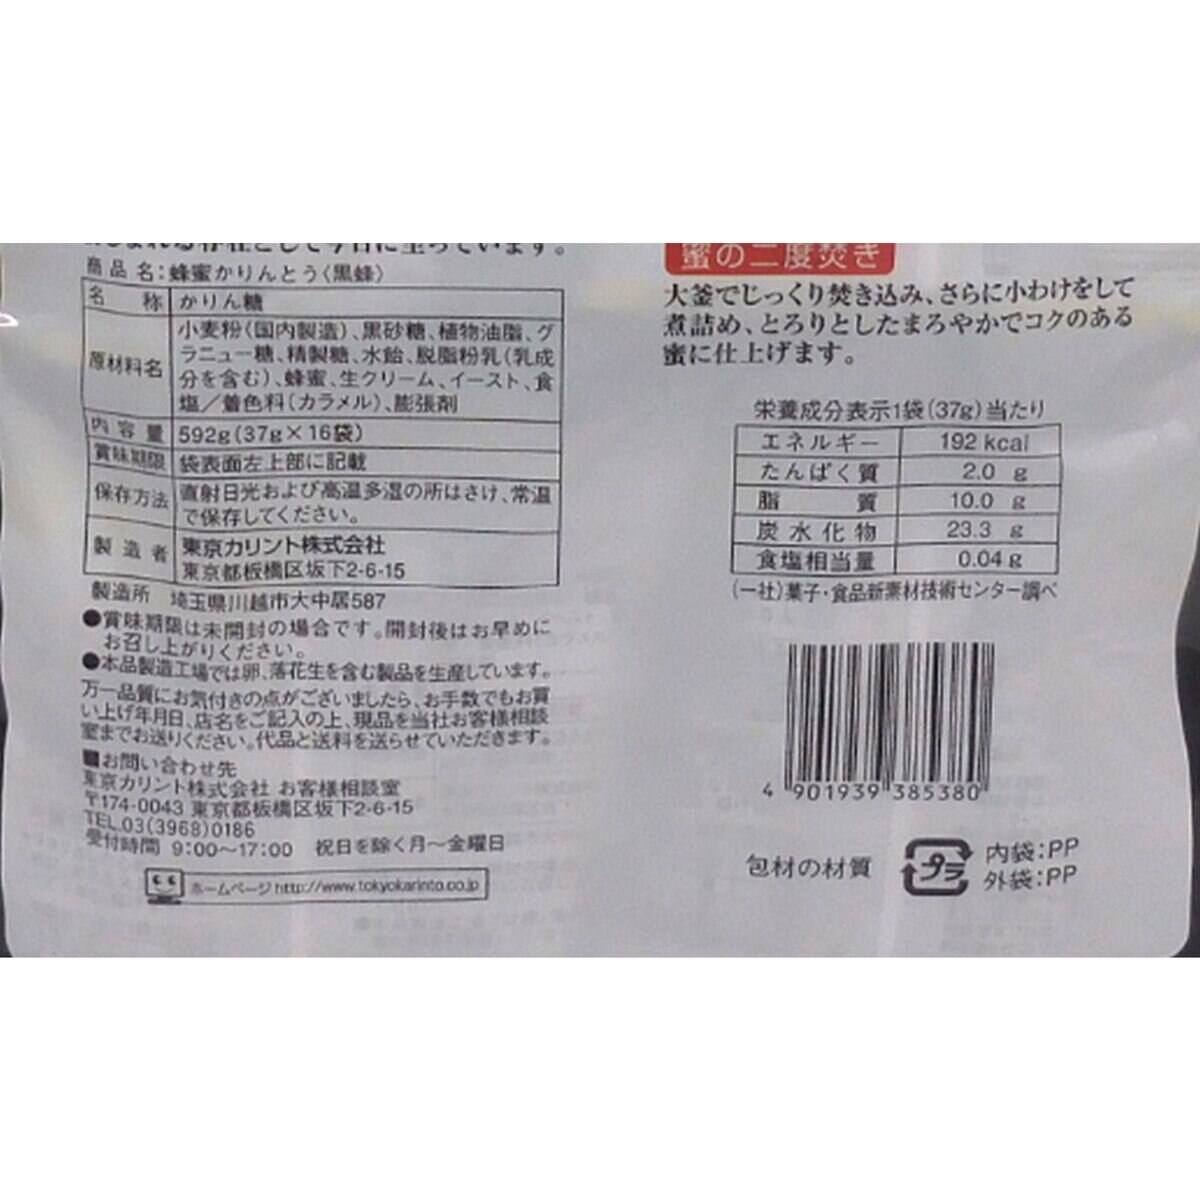 して今日に至っています。
商品名:蜂蜜かりんとう(黒蜂)
名称 かりん糖
原材料名 小麦粉(国内製造)、黒砂糖、植物油脂、グ
ラニュー糖、精製糖、水飴、脱脂粉乳(乳成
分を含む)、蜂蜜、生クリーム、イースト、食
塩/着色料(カラメル)、膨張剤
内容量 592g(37g×16袋)
賞味期限 袋表面左上部に記載
保存方法 直射日光および高温多湿の所はさけ、常温
で保存してください。
製造者 東京カリント株式会社
東京都板橋区坂下2-6-15
製造所 埼玉県川越市大中居587
●賞味期限は未開封の場合です。開封後はお早めに
お召し上がりください。
●本品製造工場では卵、落花生を含む製品を生産しています。
万一品質にお気付きの点がございましたら、お手数でもお買
い上げ年月日、店名をご記入の上、現品を当社お客様相談
室までお送りください。代品と送料を送らせていただきます。
■お問い合わせ先
東京カリント株式会社 お客様相談室
〒174-0043 東京都板橋区坂下2-6-15
TEL.03(3968)0186
受付時間 9:00〜17:00 祝日を除く月〜金曜日
ホームページ http://www.tokyokarinto.co.jp
蜜の二度焚き
大釜でじっくり焚き込み、さらに小わけをして
煮詰め、とろりとしたまろやかでコクのある
蜜に仕上げます。
栄養成分表示1袋(37g)当たり
エネルギー 192 kcal
たんぱく質 2.0 g
脂質 10.0 g
炭水化物 23.3 g
食塩相当量 0.04 g
(一社)菓子・食品新素材技術センター調べ
4 901939 385380
包材の材質 プラ 内袋:PP
外袋:PP